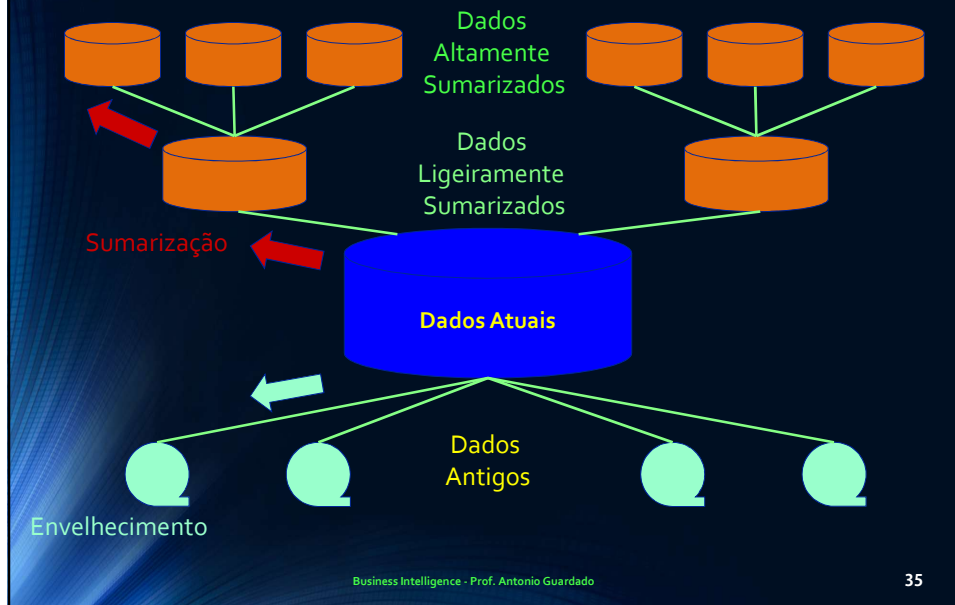 Dados
Altamente
Sumarizados
Dados
Ligeiramente
Sumarizados
Sumarização
Dados Atuais
Dados
Antigos
Envelhecimento
Business Intelligence - Prof. Antonio Guardado
35